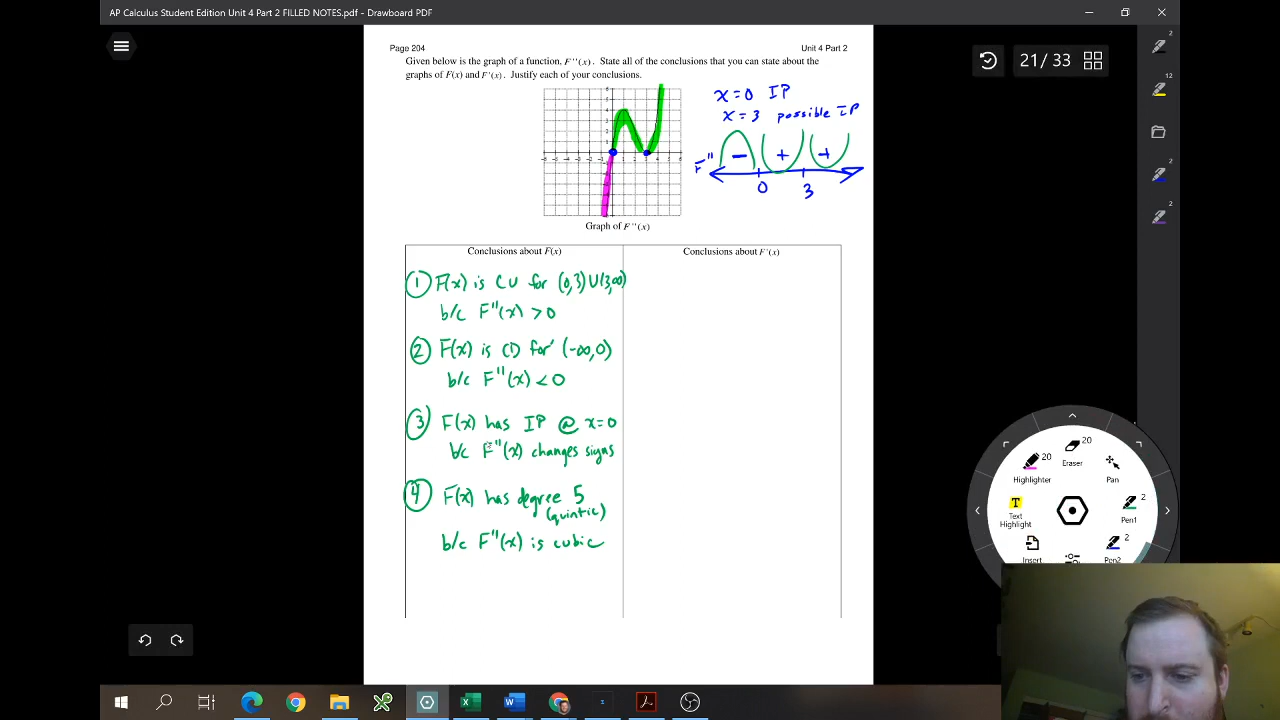 AP Calculus Student Edition Unit 4 Part 2 FILLED NOTES.pdf - Drawboard PDF
21 / 33
Page 204
Unit 4 Part 2
Given below is the graph of a function, F''(x). State all of the conclusions that you can state about the
graphs of F(x) and F'(x). Justify each of your conclusions.
x = 0 IP
x = 3 possible IP
F'' - + +
0 3
Graph of F''(x)
Conclusions about F(x)
① F(x) is CU for (0,3)U(3,∞)
b/c F''(x) > 0
② F(x) is CD for (-∞,0)
b/c F''(x) < 0
③ F(x) has IP @ x=0
b/c F''(x) changes signs
④ F(x) has degree 5
(quintic)
b/c F''(x) is cubic
Conclusions about F'(x)
2
12
2
2
20
Eraser
20
Highlighter
Pan
T
Text
Highlight
2
Pen1
Insert
2
Pen2